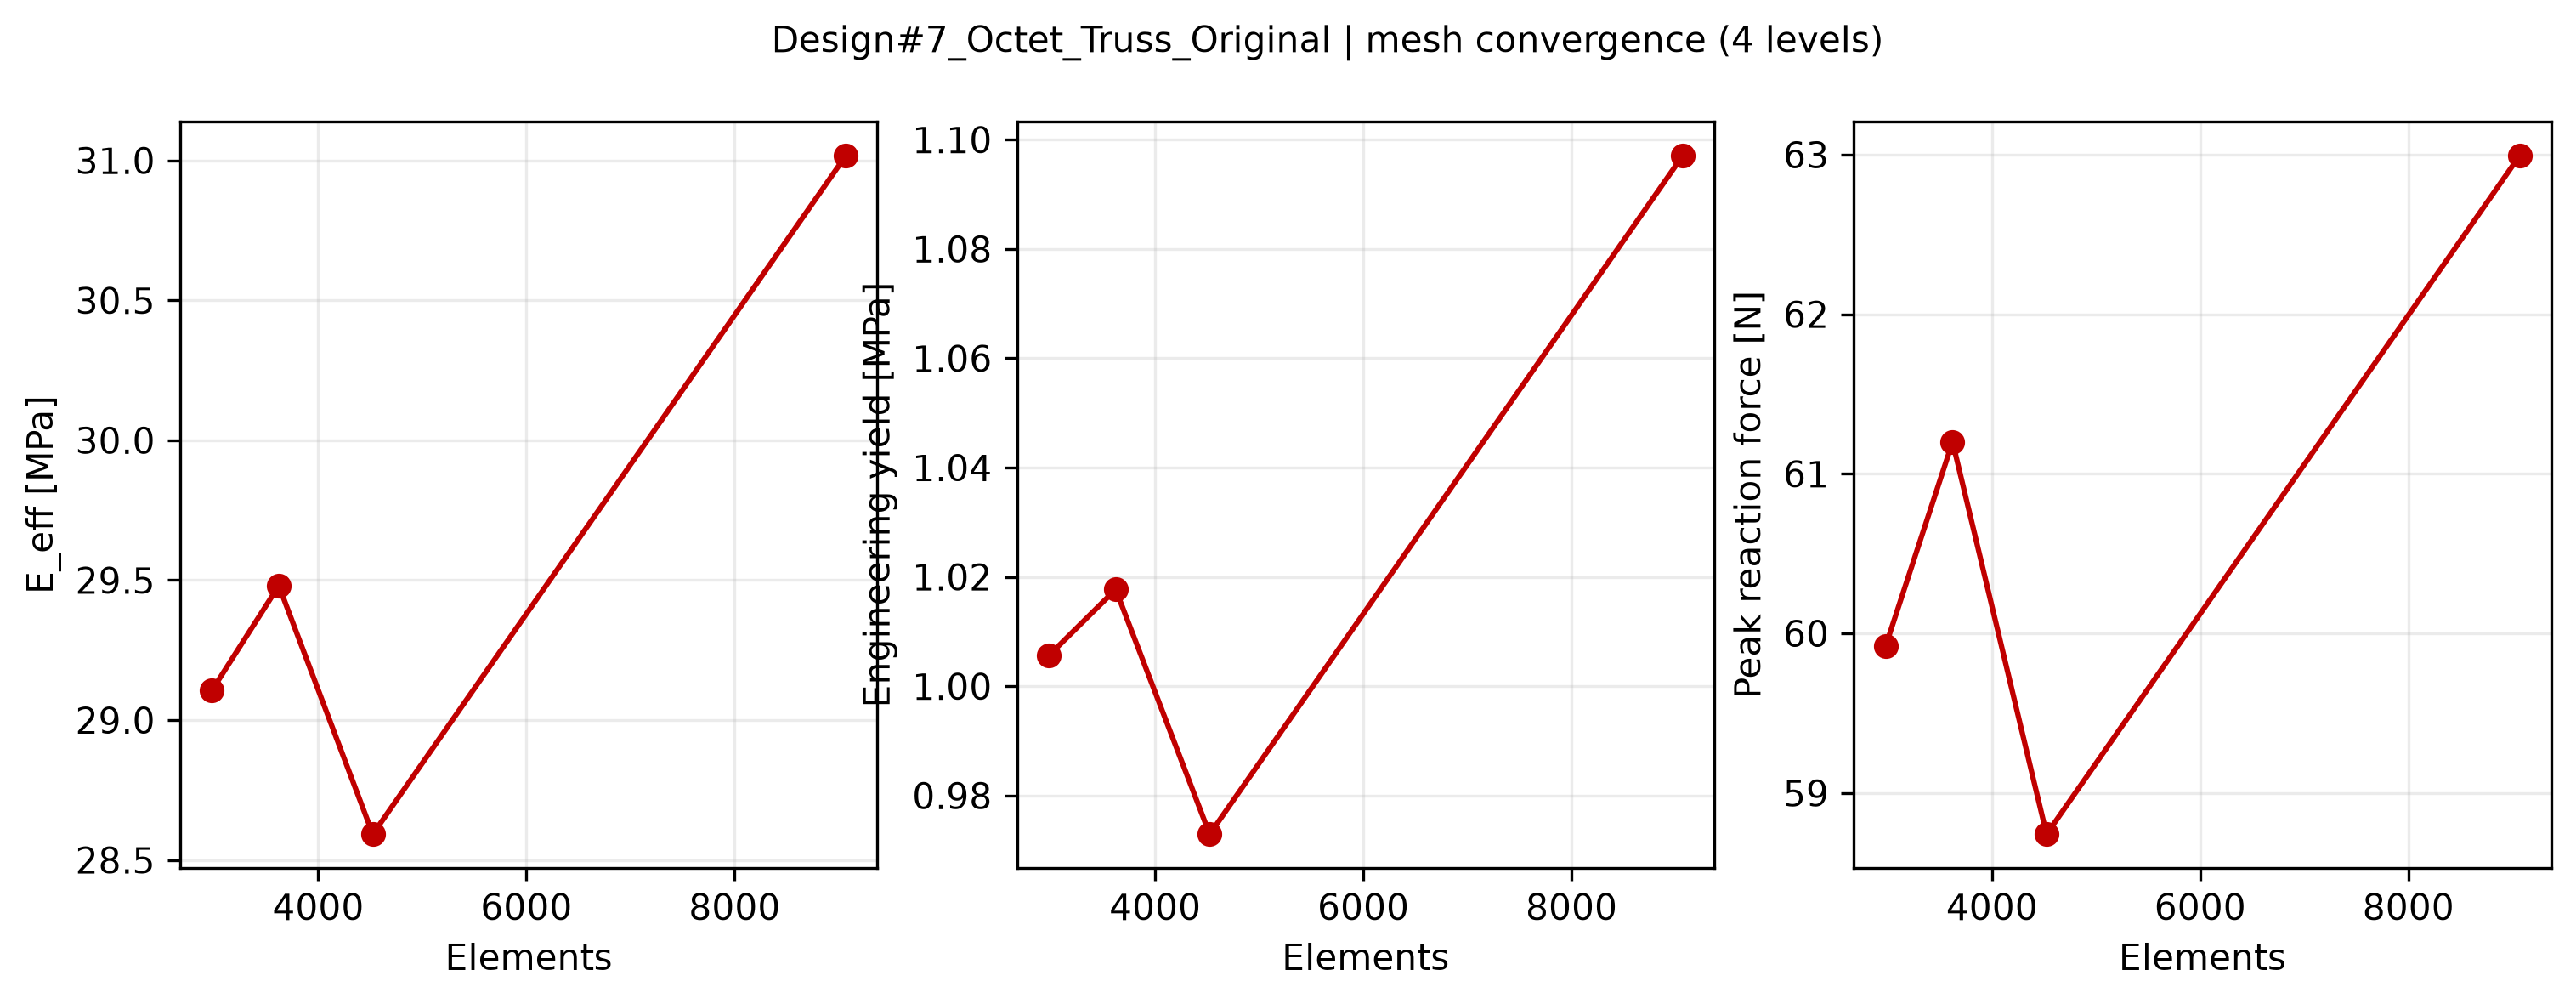 Design#7_Octet_Truss_Original | mesh convergence (4 levels)
E_eff [MPa]
31.0
30.5
30.0
29.5
29.0
28.5
4000 6000 8000
Elements
Engineering yield [MPa]
1.10
1.08
1.06
1.04
1.02
1.00
0.98
4000 6000 8000
Elements
Peak reaction force [N]
63
62
61
60
59
4000 6000 8000
Elements